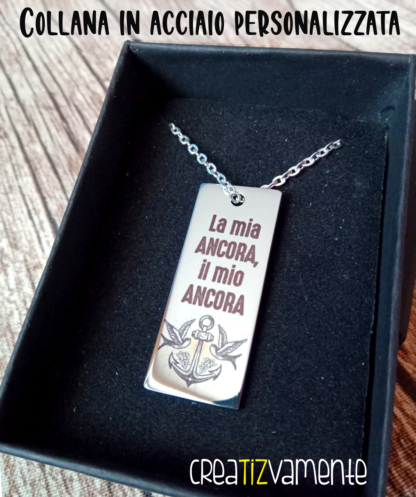 Collana in acciaio personalizzata
La mia
ANCORA,
il mio
ANCORA
CREATIZVAMENTE